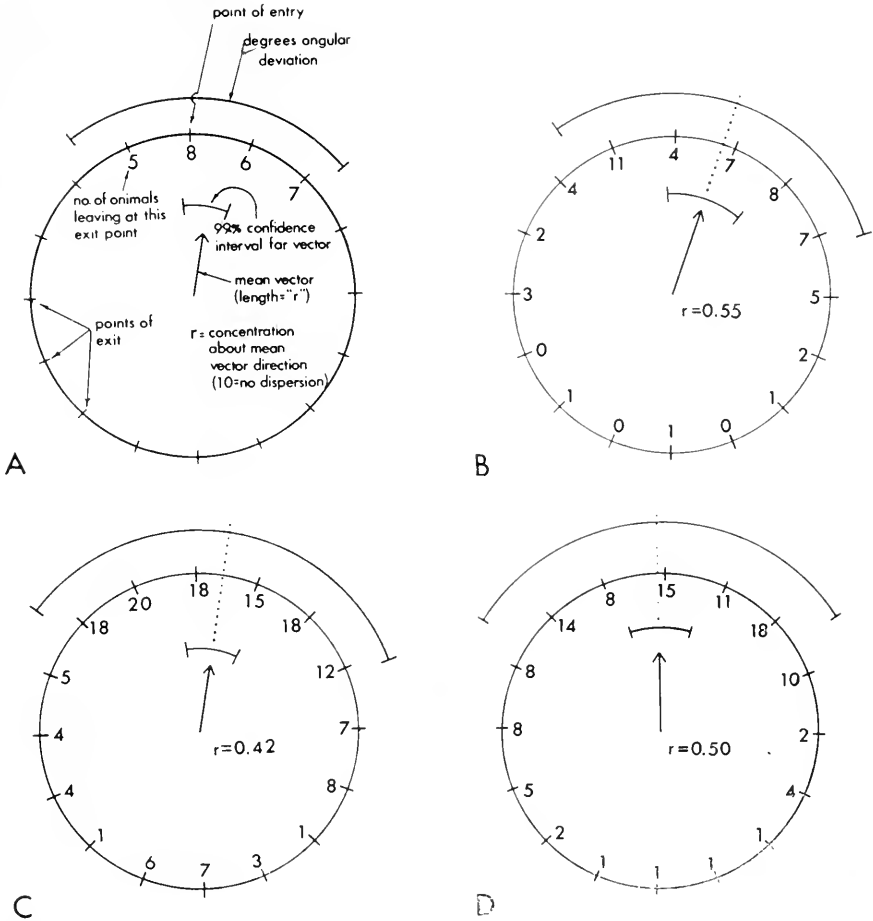 point of entry
degrees angular
deviation
5
8
6
7
no. of animals
leaving at this
exit point
99% confidence
interval far vector
mean vector
(length="r")
points of
exit
r= concentration
about mean
vector direction
(10=no dispersion)
A
11
4
7
4
8
2
7
3
5
r=0.55
0
2
1
1
0
1
0
B
20
18
15
18
18
5
12
4
7
r=0.42
4
8
1
1
6
7
3
C
8
15
11
14
18
8
10
8
2
r=0.50
5
4
2
1
1
1
1
D